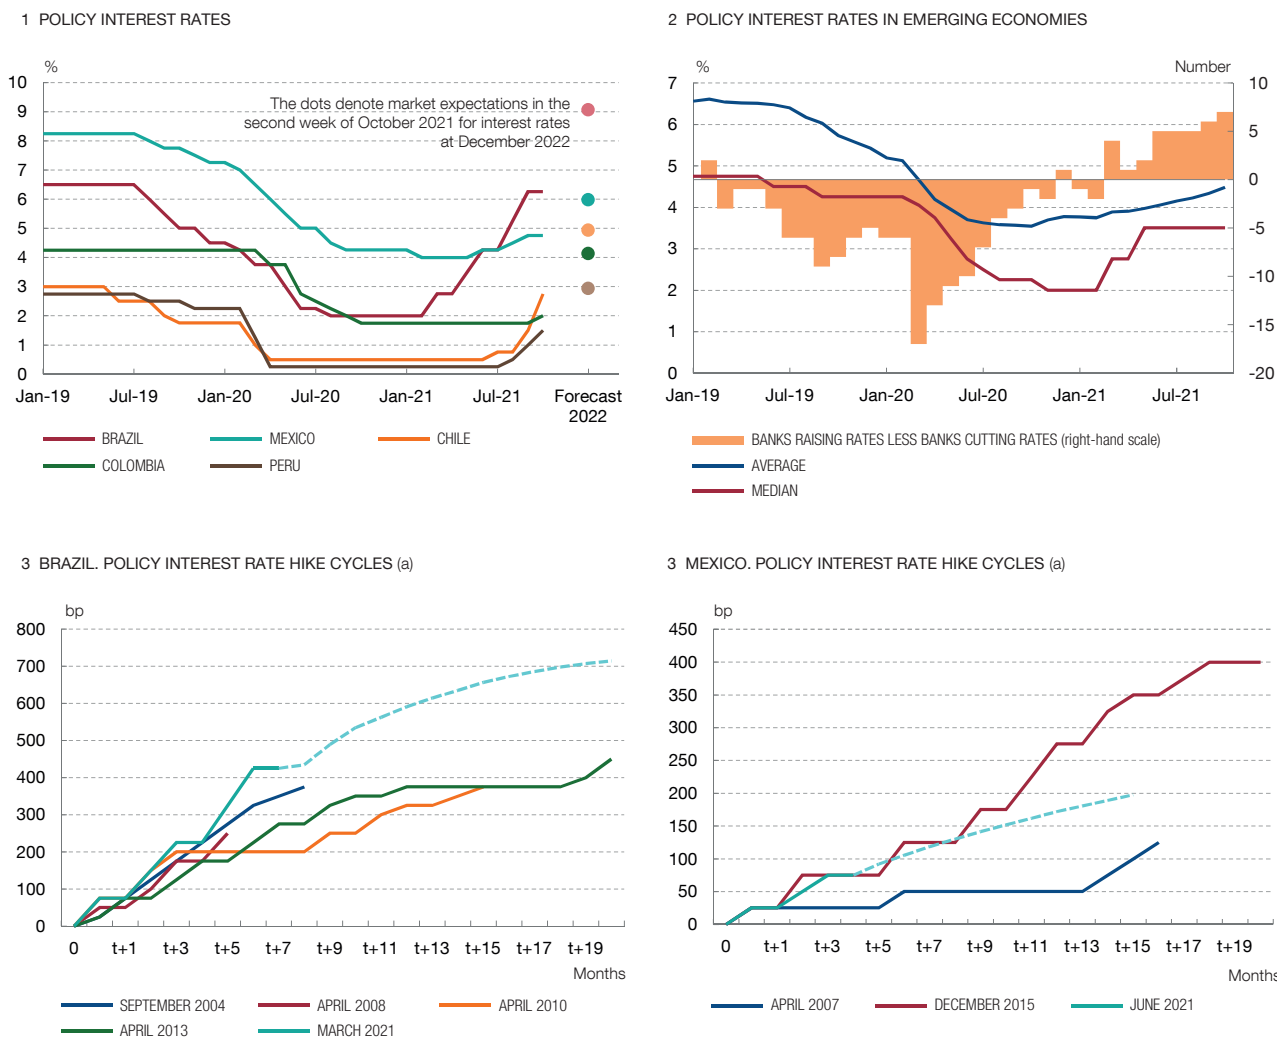 1 POLICY INTEREST RATES
%
10
9
8
7
6
5
4
3
2
1
0
The dots denote market expectations in the
second week of October 2021 for interest rates
at December 2022
Jan-19 Jul-19 Jan-20 Jul-20 Jan-21 Jul-21 Forecast
2022
BRAZIL MEXICO CHILE
COLOMBIA PERU
2 POLICY INTEREST RATES IN EMERGING ECONOMIES
% Number
7
6
5
4
3
2
1
0
10
5
0
-5
-10
-15
-20
Jan-19 Jul-19 Jan-20 Jul-20 Jan-21 Jul-21
BANKS RAISING RATES LESS BANKS CUTTING RATES (right-hand scale)
AVERAGE
MEDIAN
3 BRAZIL. POLICY INTEREST RATE HIKE CYCLES (a)
bp
800
700
600
500
400
300
200
100
0
0 t+1 t+3 t+5 t+7 t+9 t+11 t+13 t+15 t+17 t+19
Months
SEPTEMBER 2004 APRIL 2008 APRIL 2010
APRIL 2013 MARCH 2021
3 MEXICO. POLICY INTEREST RATE HIKE CYCLES (a)
bp
450
400
350
300
250
200
150
100
50
0
0 t+1 t+3 t+5 t+7 t+9 t+11 t+13 t+15 t+17 t+19
Months
APRIL 2007 DECEMBER 2015 JUNE 2021